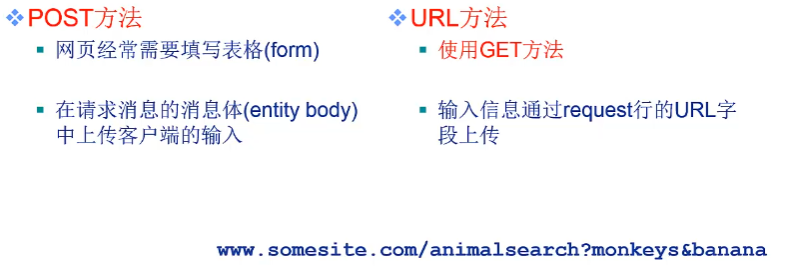 POST方法
网页经常需要填写表格(form)
在请求消息的消息体(entity body)
中上传客户端的输入
URL方法
使用GET方法
输入信息通过request行的URL字
段上传
www.somesite.com/animalsearch?monkeys&banana